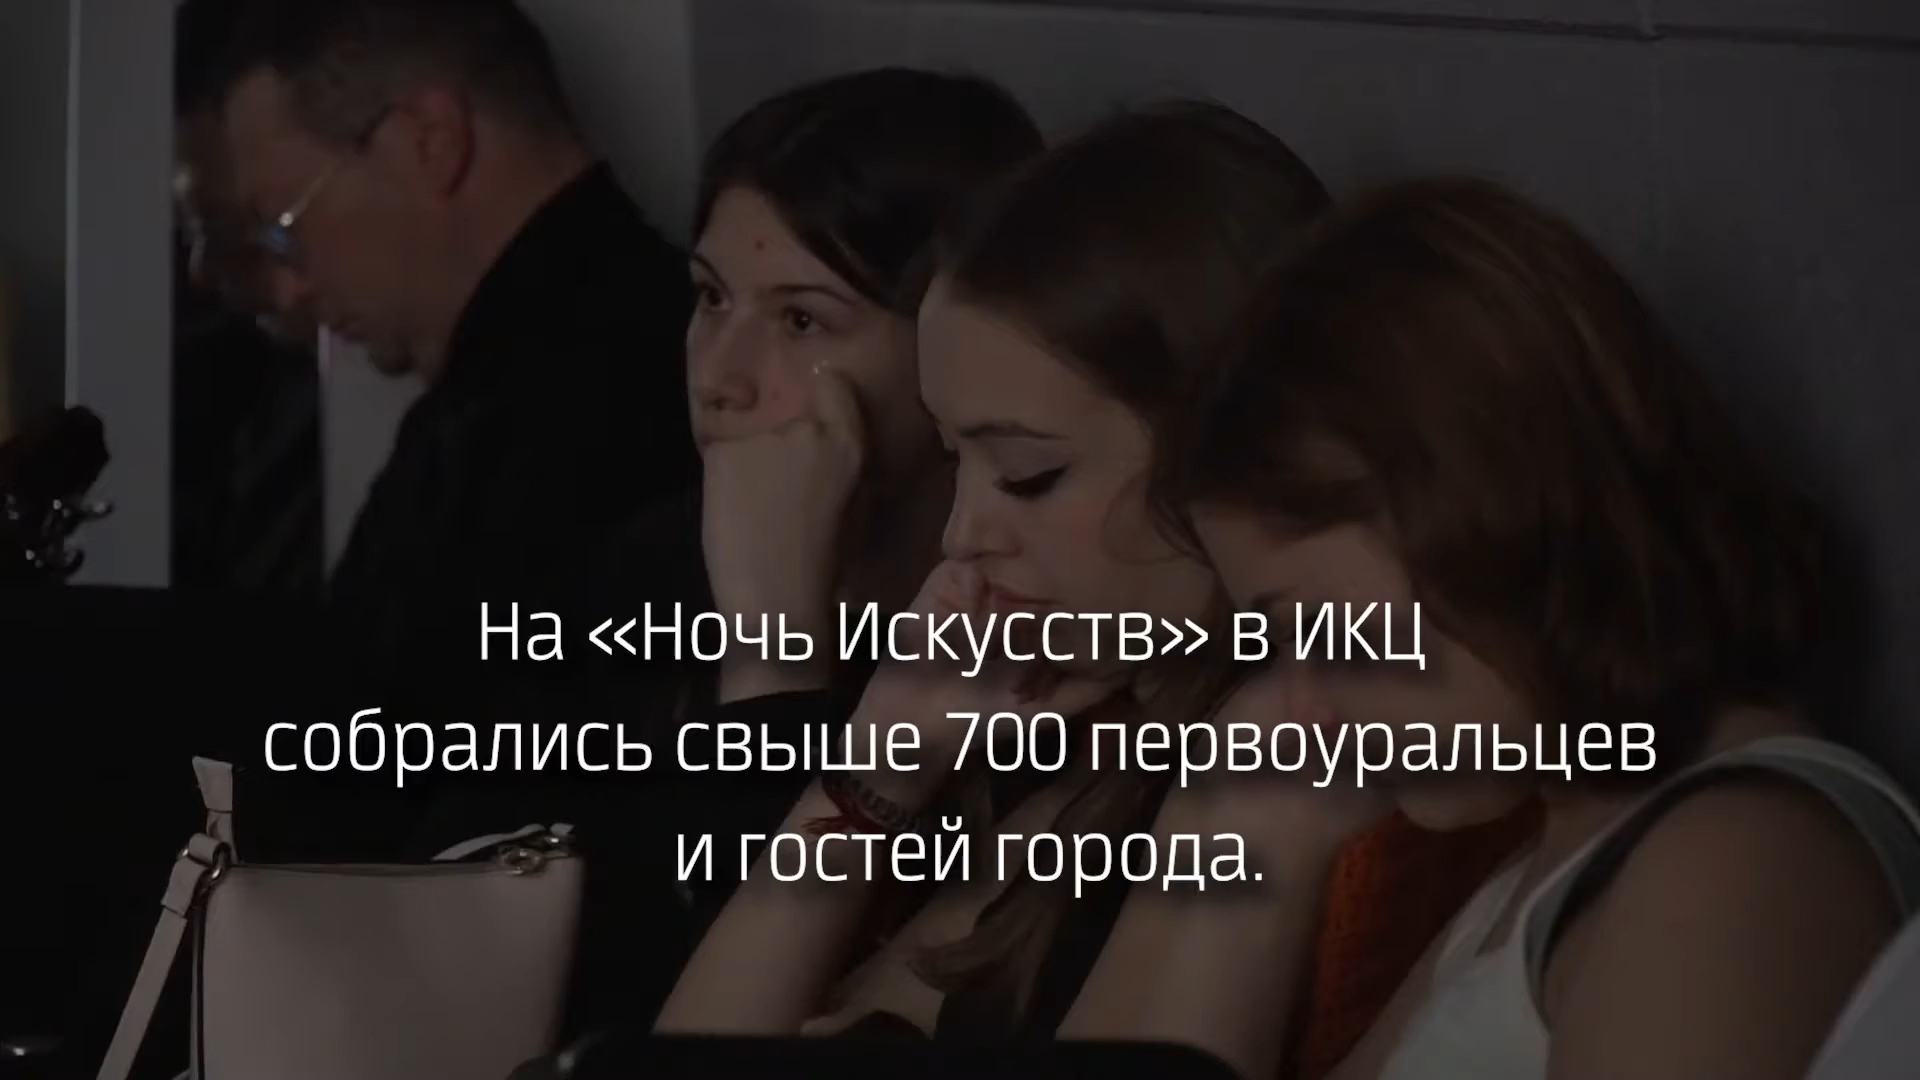 На «Ночь Искусств» в ИКЦ
собрались свыше 700 первоуральцев
и гостей города.